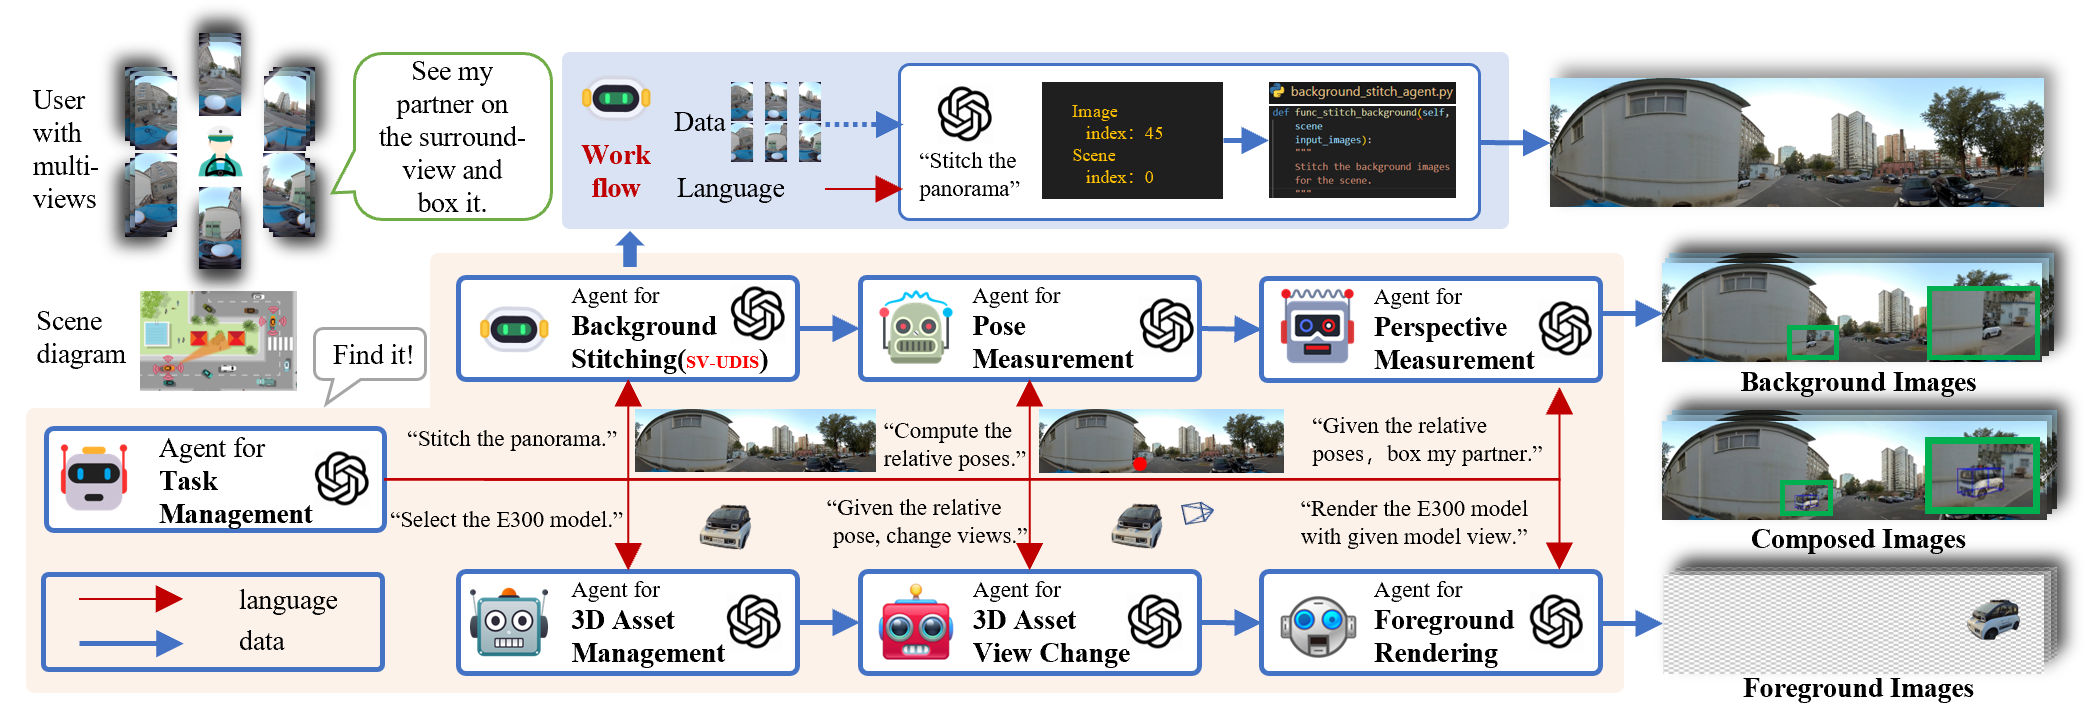 User
with
multi-
views
See my
partner on
the surround-
view and
box it.
Work
flow
Data
Language
“Stitch the
panorama”
Image
index: 45
Scene
index: 0
background_stitch_agent.py
def func_stitch_background(self,
scene
input_images):
"""
Stitch the background images
for the scene.
"""
Scene
diagram
Find it!
Agent for
Background
Stitching(SV-UDIS)
Agent for
Pose
Measurement
Agent for
Perspective
Measurement
Background Images
Agent for
Task
Management
“Stitch the panorama.”
“Compute the
relative poses.”
“Given the relative
poses, box my partner.”
“Select the E300 model.”
“Given the relative
pose, change views.”
“Render the E300 model
with given model view.”
Composed Images
language
data
Agent for
3D Asset
Management
Agent for
3D Asset
View Change
Agent for
Foreground
Rendering
Foreground Images